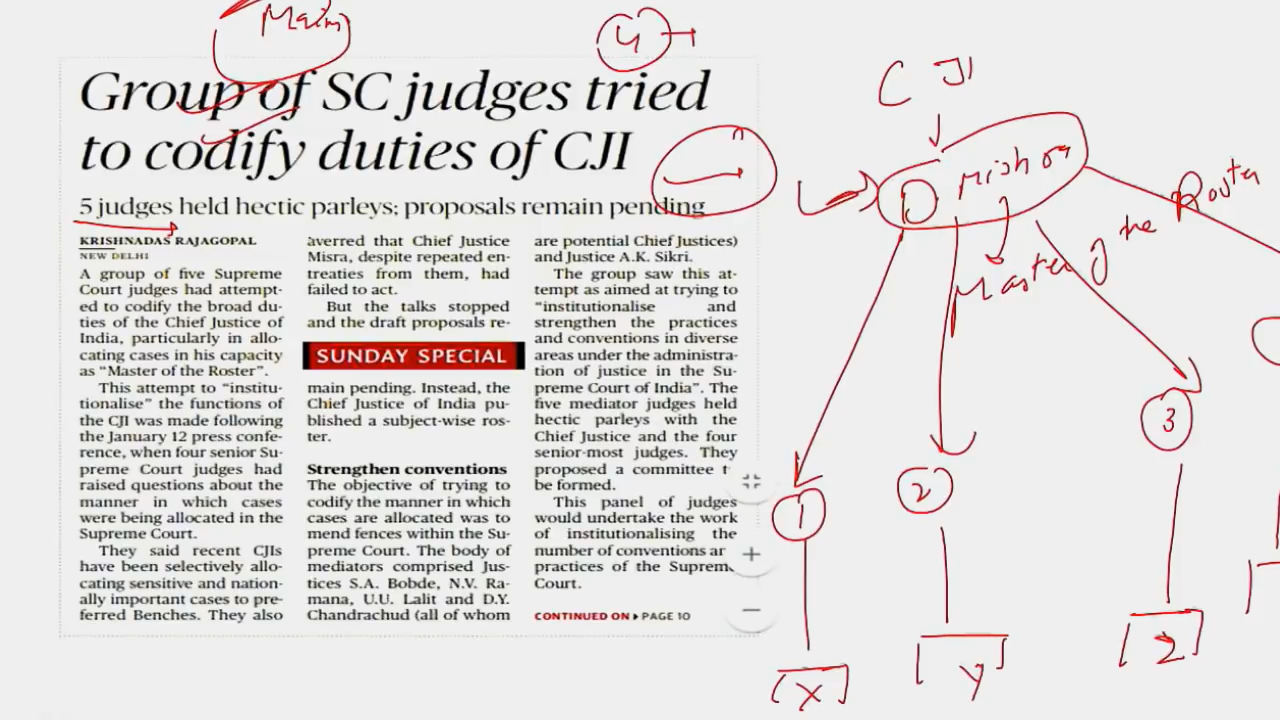 Main
4
Group of SC judges tried
to codify duties of CJI
5 judges held hectic parleys; proposals remain pending
KRISHNADAS RAJAGOPAL
NEW DELHI
A group of five Supreme
Court judges had attempt-
ed to codify the broad du-
ties of the Chief Justice of
India, particularly in allo-
cating cases in his capacity
as “Master of the Roster”.
This attempt to “institu-
tionalise” the functions of
the CJI was made following
the January 12 press confe-
rence, when four senior Su-
preme Court judges had
raised questions about the
manner in which cases
were being allocated in the
Supreme Court.
They said recent CJIs
have been selectively allo-
cating sensitive and nation-
ally important cases to pre-
ferred Benches. They also
averred that Chief Justice
Misra, despite repeated en-
treaties from them, had
failed to act.
But the talks stopped
and the draft proposals re-
SUNDAY SPECIAL
main pending. Instead, the
Chief Justice of India pu-
blished a subject-wise ros-
ter.
Strengthen conventions
The objective of trying to
codify the manner in which
cases are allocated was to
mend fences within the Su-
preme Court. The body of
mediators comprised Jus-
tices S.A. Bobde, N.V. Ra-
mana, U.U. Lalit and D.Y.
Chandrachud (all of whom
are potential Chief Justices)
and Justice A.K. Sikri.
The group saw this at-
tempt as aimed at trying to
“institutionalise and
strengthen the practices
and conventions in diverse
areas under the administra-
tion of justice in the Su-
preme Court of India”. The
five mediator judges held
hectic parleys with the
Chief Justice and the four
senior-most judges. They
proposed a committee t
be formed.
This panel of judges
would undertake the work
of institutionalising the
number of conventions ar
practices of the Suprem
Court.
CONTINUED ON PAGE 10
CJI
D Mishra
Master of the Roster
1
2
3
X
Y
Z